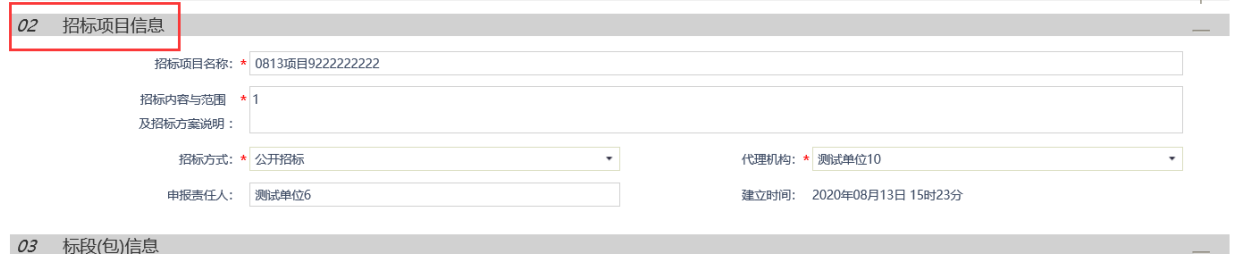 02 招标项目信息
招标项目名称: * 0813项目9222222222
招标内容与范围 * 1
及招标方案说明：
招标方式: * 公开招标 代理机构: * 测试单位10
申报责任人: 测试单位6 建立时间: 2020年08月13日 15时23分
03 标段(包)信息